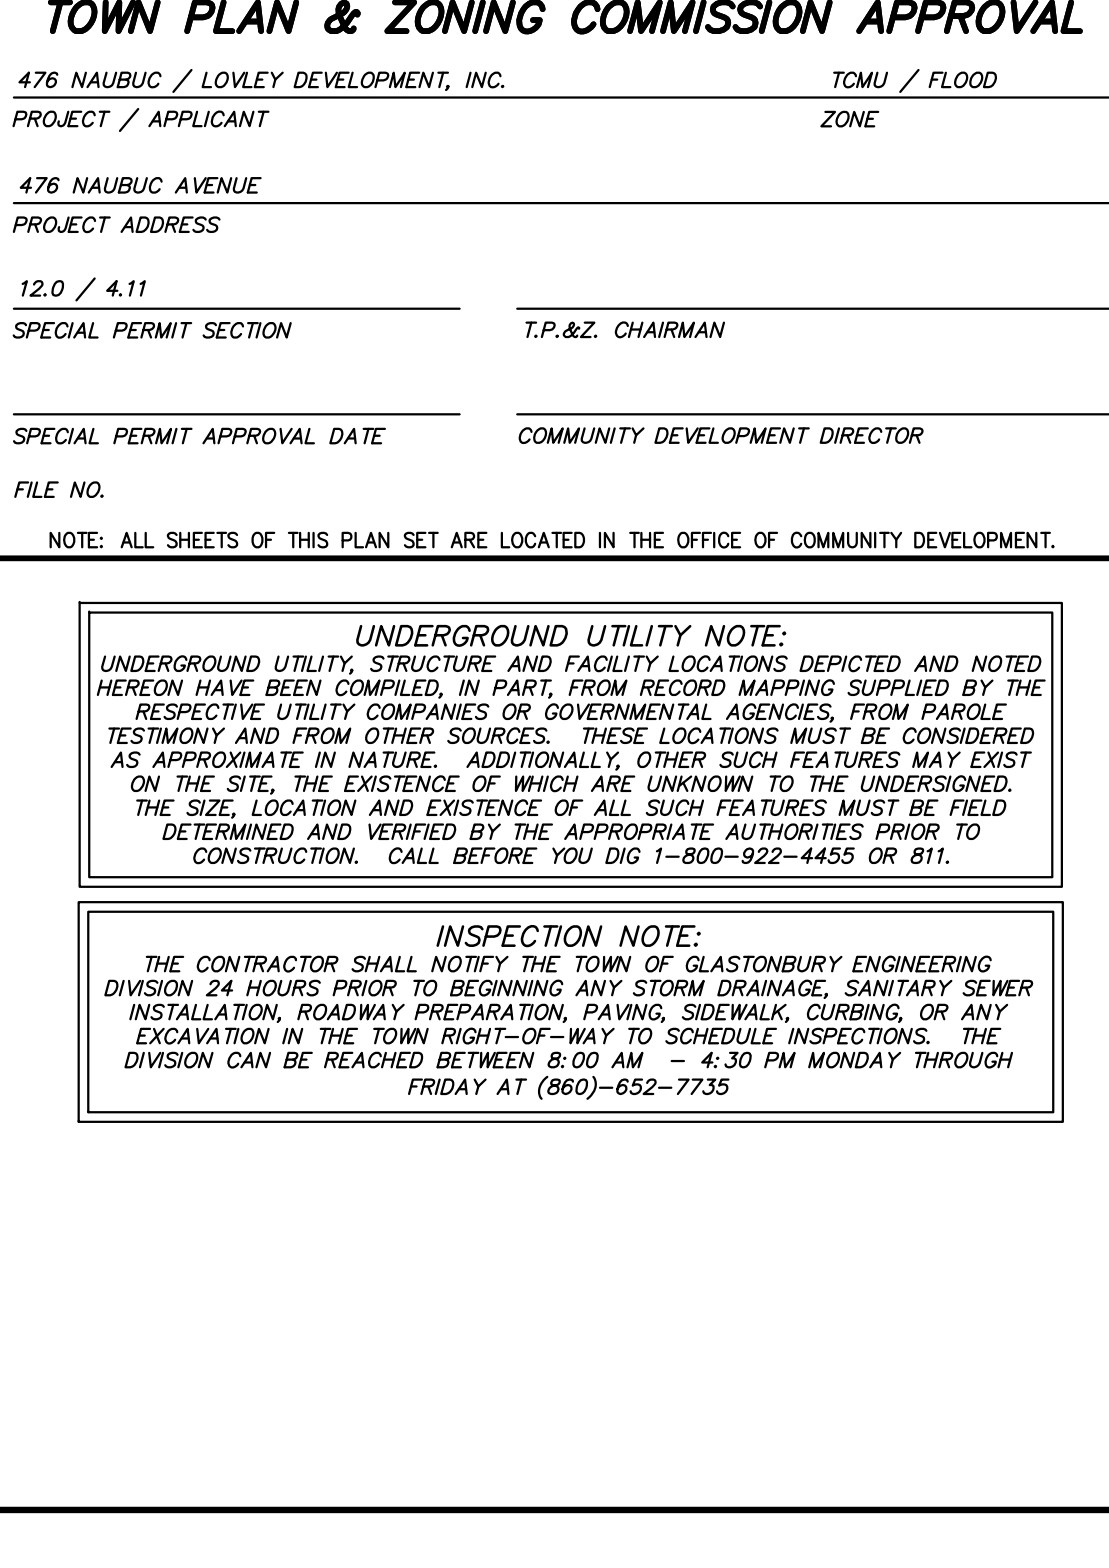 TOWN PLAN & ZONING COMMISSION APPROVAL
476 NAUBUC / LOVLEY DEVELOPMENT, INC. TCMU / FLOOD
PROJECT / APPLICANT ZONE
476 NAUBUC AVENUE
PROJECT ADDRESS
12.0 / 4.11
SPECIAL PERMIT SECTION T.P.&Z. CHAIRMAN
SPECIAL PERMIT APPROVAL DATE COMMUNITY DEVELOPMENT DIRECTOR
FILE NO.
NOTE: ALL SHEETS OF THIS PLAN SET ARE LOCATED IN THE OFFICE OF COMMUNITY DEVELOPMENT.
UNDERGROUND UTILITY NOTE:
UNDERGROUND UTILITY, STRUCTURE AND FACILITY LOCATIONS DEPICTED AND NOTED
HEREON HAVE BEEN COMPILED, IN PART, FROM RECORD MAPPING SUPPLIED BY THE
RESPECTIVE UTILITY COMPANIES OR GOVERNMENTAL AGENCIES, FROM PAROLE
TESTIMONY AND FROM OTHER SOURCES. THESE LOCATIONS MUST BE CONSIDERED
AS APPROXIMATE IN NATURE. ADDITIONALLY, OTHER SUCH FEATURES MAY EXIST
ON THE SITE, THE EXISTENCE OF WHICH ARE UNKNOWN TO THE UNDERSIGNED.
THE SIZE, LOCATION AND EXISTENCE OF ALL SUCH FEATURES MUST BE FIELD
DETERMINED AND VERIFIED BY THE APPROPRIATE AUTHORITIES PRIOR TO
CONSTRUCTION. CALL BEFORE YOU DIG 1-800-922-4455 OR 811.
INSPECTION NOTE:
THE CONTRACTOR SHALL NOTIFY THE TOWN OF GLASTONBURY ENGINEERING
DIVISION 24 HOURS PRIOR TO BEGINNING ANY STORM DRAINAGE, SANITARY SEWER
INSTALLATION, ROADWAY PREPARATION, PAVING, SIDEWALK, CURBING, OR ANY
EXCAVATION IN THE TOWN RIGHT-OF-WAY TO SCHEDULE INSPECTIONS. THE
DIVISION CAN BE REACHED BETWEEN 8:00 AM - 4:30 PM MONDAY THROUGH
FRIDAY AT (860)-652-7735